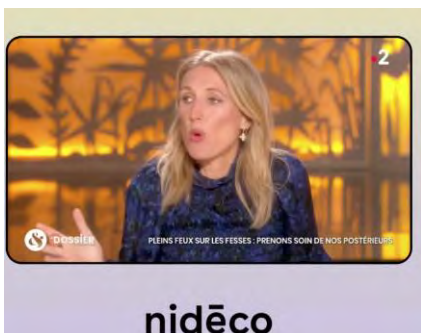 2
& DOSSIER
PLEINS FEUX SUR LES FESSES : PRENONS SOIN DE NOS POSTÉRIEURS
nidēco